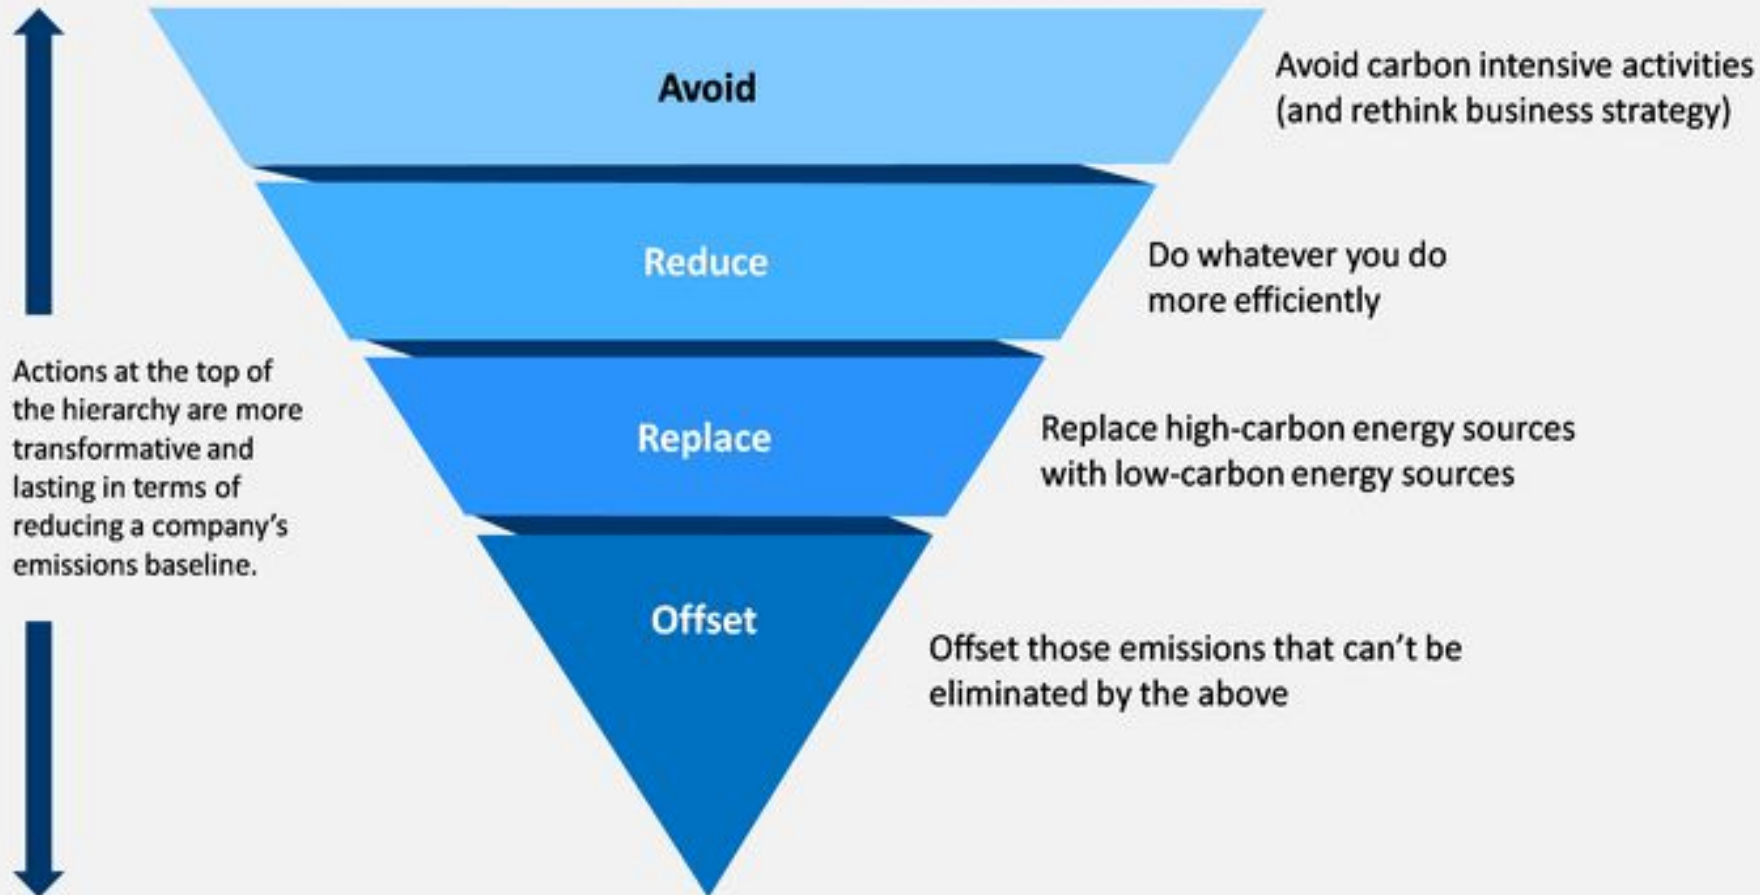 Avoid
Avoid carbon intensive activities
(and rethink business strategy)
Reduce
Do whatever you do
more efficiently
Actions at the top of
the hierarchy are more
transformative and
lasting in terms of
reducing a company's
emissions baseline.
Replace
Replace high-carbon energy sources
with low-carbon energy sources
Offset
Offset those emissions that can't be
eliminated by the above